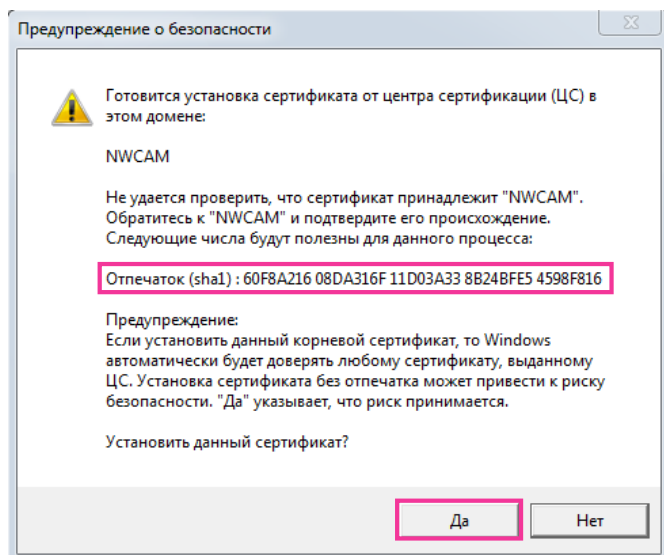 Предупреждение о безопасности
Готовится установка сертификата от центра сертификации (ЦС) в
этом домене:
NWCAM
Не удается проверить, что сертификат принадлежит "NWCAM".
Обратитесь к "NWCAM" и подтвердите его происхождение.
Следующие числа будут полезны для данного процесса:
Отпечаток (sha1) : 60F8A216 08DA316F 11D03A33 8B24BFE5 4598F816
Предупреждение:
Если установить данный корневой сертификат, то Windows
автоматически будет доверять любому сертификату, выданному
ЦС. Установка сертификата без отпечатка может привести к риску
безопасности. "Да" указывает, что риск принимается.
Установить данный сертификат?
Да
Нет